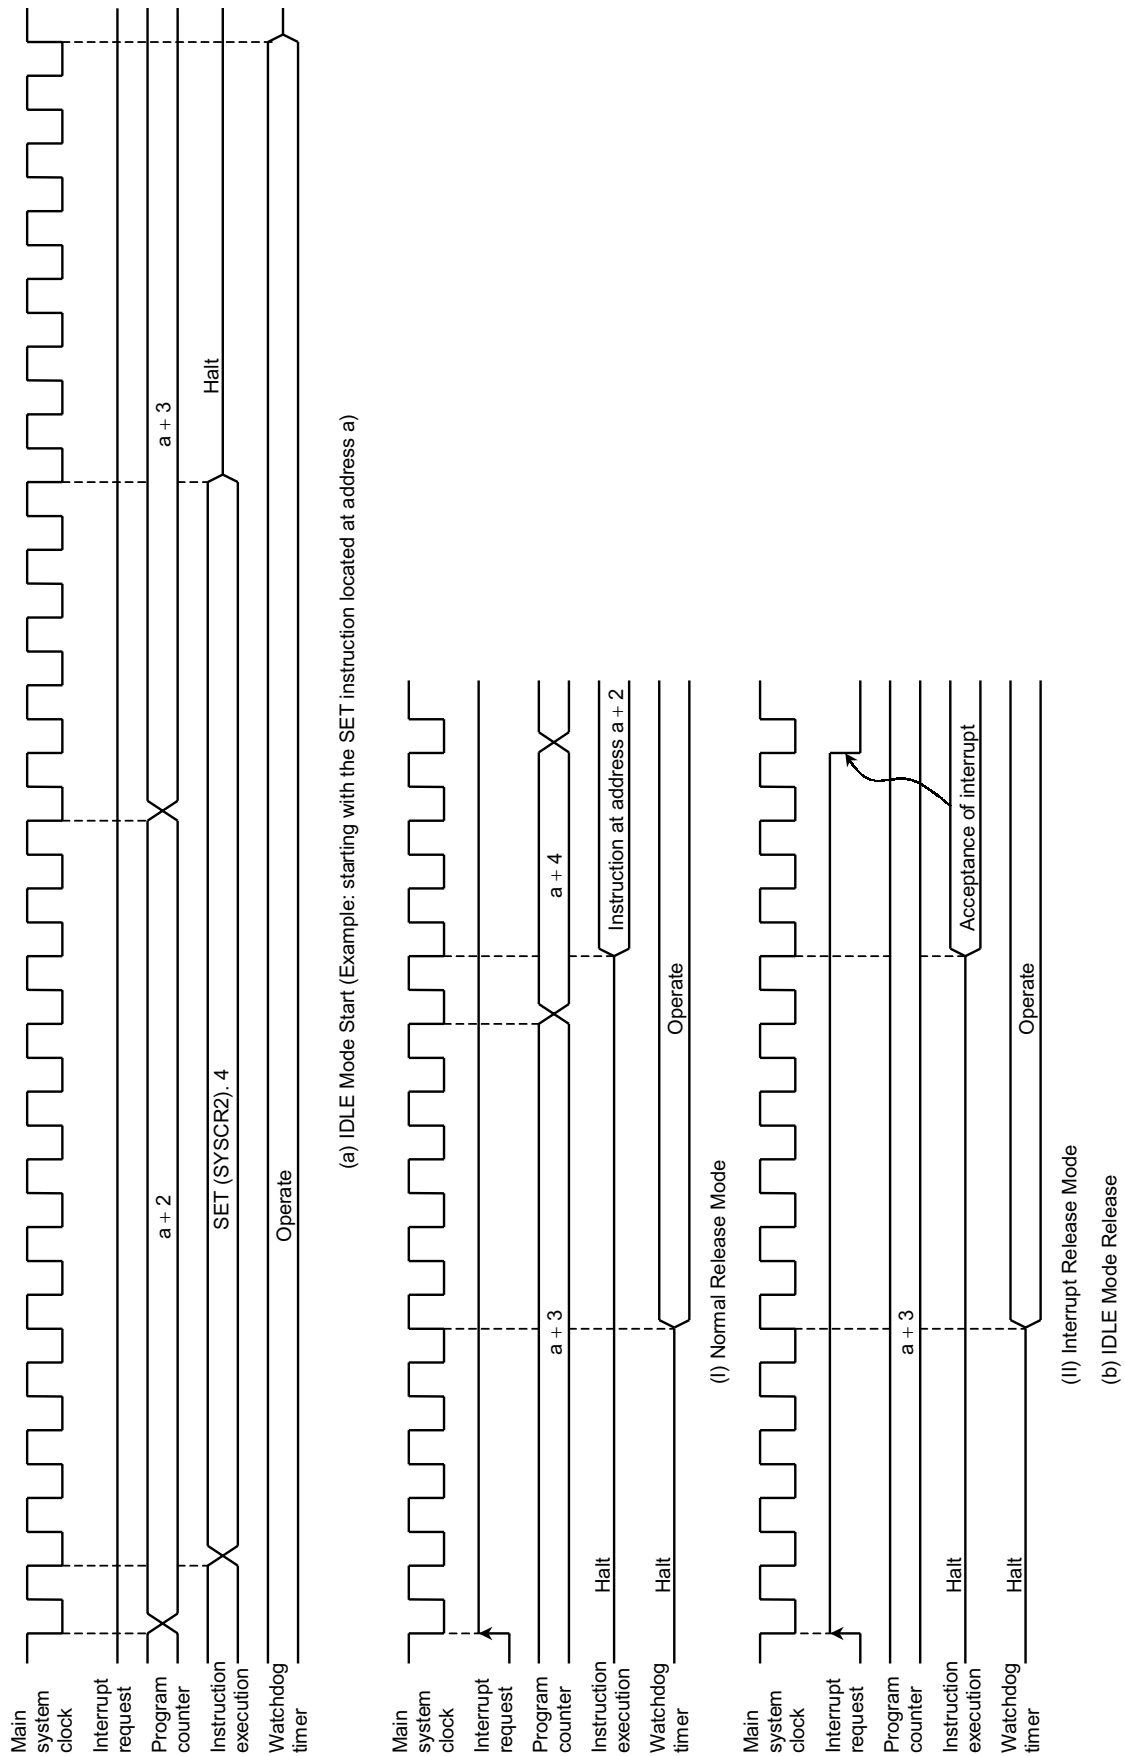 Main
system
clock
Interrupt
request
Program
counter
a + 2
a + 3
Instruction
execution
SET (SYSCR2). 4
Halt
Watchdog
timer
Operate
(a) IDLE Mode Start (Example: starting with the SET instruction located at address a)
Main
system
clock
Interrupt
request
Program
counter
a + 3
a + 4
Instruction
execution
Halt
Instruction at address a + 2
Watchdog
timer
Halt
Operate
(I) Normal Release Mode
Main
system
clock
Interrupt
request
Program
counter
a + 3
Instruction
execution
Halt
Acceptance of interrupt
Watchdog
timer
Halt
Operate
(II) Interrupt Release Mode
(b) IDLE Mode Release